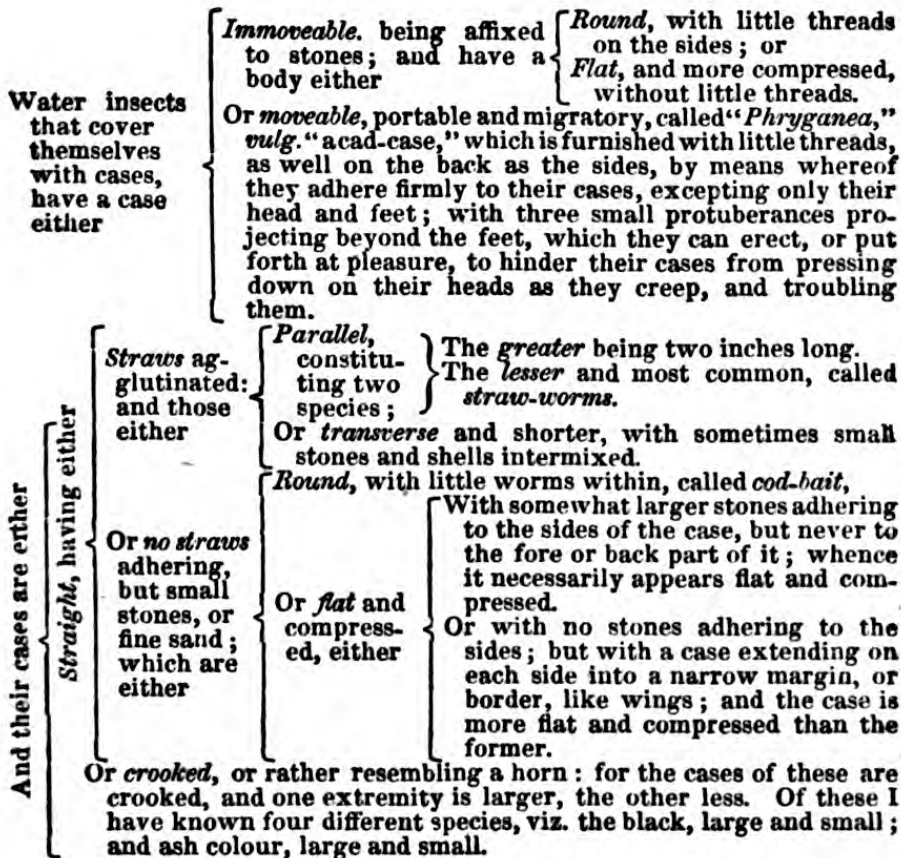 Water insects
that cover
themselves
with cases,
have a case
either
Immoveable. being affixed
to stones; and have a
body either
Round, with little threads
on the sides; or
Flat, and more compressed,
without little threads.
Or moveable, portable and migratory, called "Phryganea,"
vulg. "acad-case," which is furnished with little threads,
as well on the back as the sides, by means whereof
they adhere firmly to their cases, excepting only their
head and feet; with three small protuberances pro-
jecting beyond the feet, which they can erect, or put
forth at pleasure, to hinder their cases from pressing
down on their heads as they creep, and troubling
them.
And their cases are erther
Straight, having either
Straws ag-
glutinated:
and those
either
Parallel,
constitu-
ting two
species;
The greater being two inches long.
The lesser and most common, called
straw-worms.
Or transverse and shorter, with sometimes small
stones and shells intermixed.
Or no straws
adhering,
but small
stones, or
fine sand;
which are
either
Round, with little worms within, called cod-bait,
Or flat and
compress-
ed, either
With somewhat larger stones adhering
to the sides of the case, but never to
the fore or back part of it; whence
it necessarily appears flat and com-
pressed.
Or with no stones adhering to the
sides; but with a case extending on
each side into a narrow margin, or
border, like wings; and the case is
more flat and compressed than the
former.
Or crooked, or rather resembling a horn: for the cases of these are
crooked, and one extremity is larger, the other less. Of these I
have known four different species, viz. the black, large and small;
and ash colour, large and small.